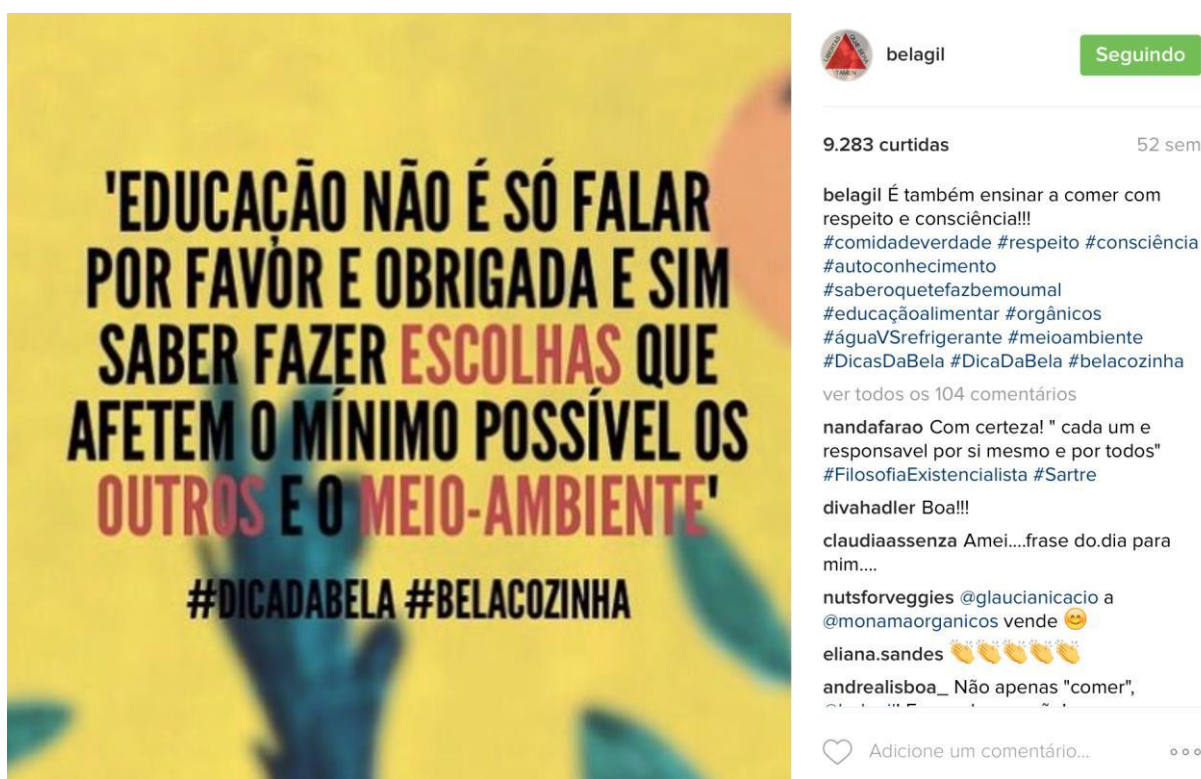 'EDUCAÇÃO NÃO É SÓ FALAR
POR FAVOR E OBRIGADA E SIM
SABER FAZER ESCOLHAS QUE
AFETEM O MÍNIMO POSSÍVEL OS
OUTROS E O MEIO-AMBIENTE'
#DICADABELA #BELACOZINHA
belagil
Seguindo
9.283 curtidas
52 sem
belagil É também ensinar a comer com
respeito e consciência!!!
#comidadeverdade #respeito #consciência
#autoconhecimento
#saberoquetefazbemoumal
#educaçãoalimentar #orgânicos
#águaVSrefrigerante #meioambiente
#DicasDaBela #DicaDaBela #belacozinha
ver todos os 104 comentários
nandafarao Com certeza! " cada um e
responsavel por si mesmo e por todos"
#FilosofiaExistencialista #Sartre
divahadler Boa!!!
claudiaassenza Amei....frase do.dia para
mim....
nutsforveggies @glaucianicacio a
@monamaorganicos vende 😊
eliana.sandes 👏👏👏👏👏
andrealisboa_ Não apenas "comer",
Adicione um comentário...